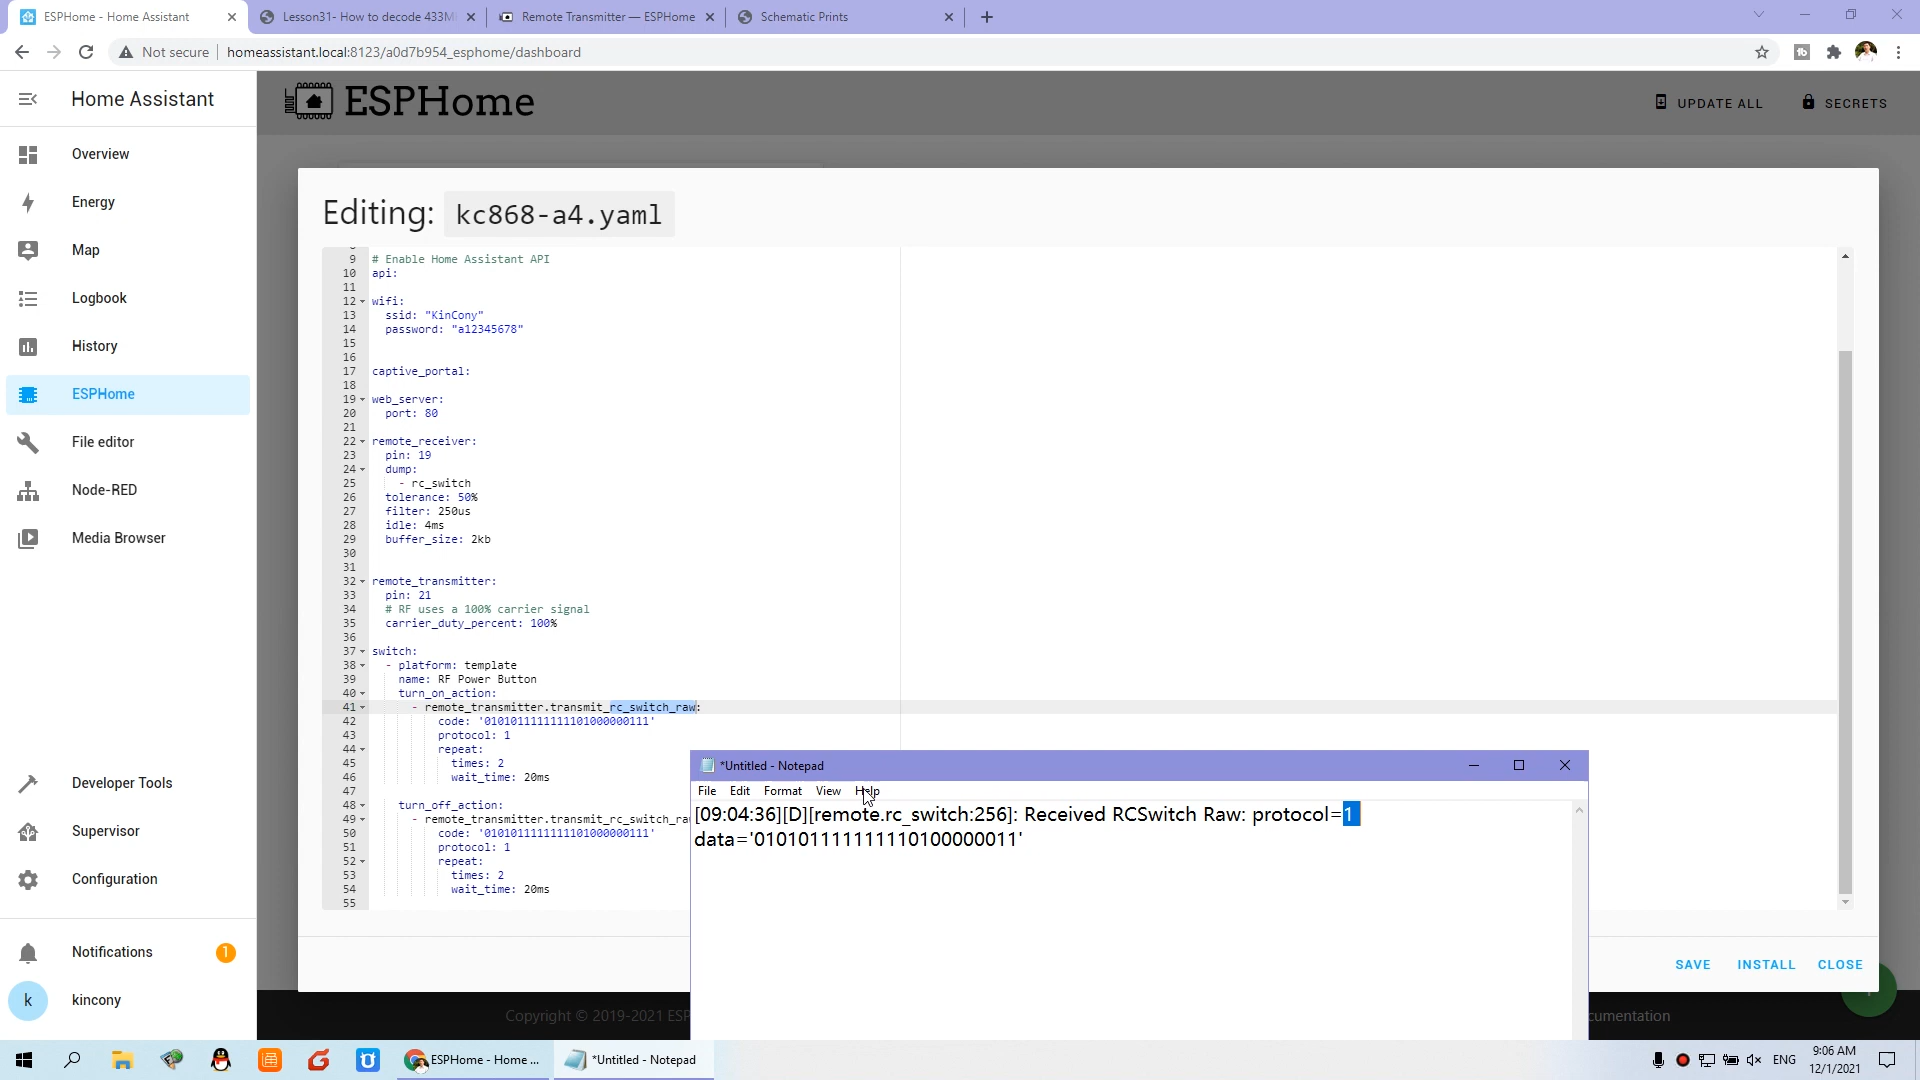 ESPHome - Home Assistant
Lesson31- How to decode 433M
Remote Transmitter — ESPHome
Schematic Prints
Not secure
homeassistant.local:8123/a0d7b954_esphome/dashboard
Home Assistant
ESPHome
UPDATE ALL
SECRETS
Overview
Energy
Map
Logbook
History
ESPHome
File editor
Node-RED
Media Browser
Developer Tools
Supervisor
Configuration
Notifications
1
k
kincony
Editing: kc868-a4.yaml
9 # Enable Home Assistant API
10 api:
11
12 wifi:
13 ssid: "KinCony"
14 password: "a12345678"
15
16
17 captive_portal:
18
19 web_server:
20 port: 80
21
22 remote_receiver:
23 pin: 19
24 dump:
25 - rc_switch
26 tolerance: 50%
27 filter: 250us
28 idle: 4ms
29 buffer_size: 2kb
30
31
32 remote_transmitter:
33 pin: 21
34 # RF uses a 100% carrier signal
35 carrier_duty_percent: 100%
36
37 switch:
38 - platform: template
39 name: RF Power Button
40 turn_on_action:
41 - remote_transmitter.transmit_rc_switch_raw:
42 code: '0101011111111101000000111'
43 protocol: 1
44 repeat:
45 times: 2
46 wait_time: 20ms
47
48 turn_off_action:
49 - remote_transmitter.transmit_rc_switch_ra
50 code: '0101011111111101000000111'
51 protocol: 1
52 repeat:
53 times: 2
54 wait_time: 20ms
55
*Untitled - Notepad
File Edit Format View Help
[09:04:36][D][remote.rc_switch:256]: Received RCSwitch Raw: protocol=1
data='010101111111110100000011'
SAVE
INSTALL
CLOSE
Copyright © 2019-2021 ESP
cumentation
ESPHome - Home ...
*Untitled - Notepad
ENG
9:06 AM
12/1/2021